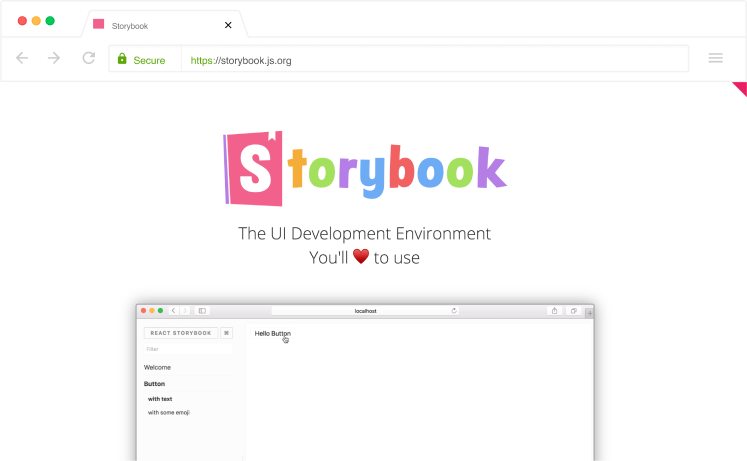 Storybook
Secure
https://storybook.js.org
Storybook
The UI Development Environment
You'll ❤ to use
localhost
REACT STORYBOOK ⌘
Hello Button
Filter
Welcome
Button
with text
with some emoji